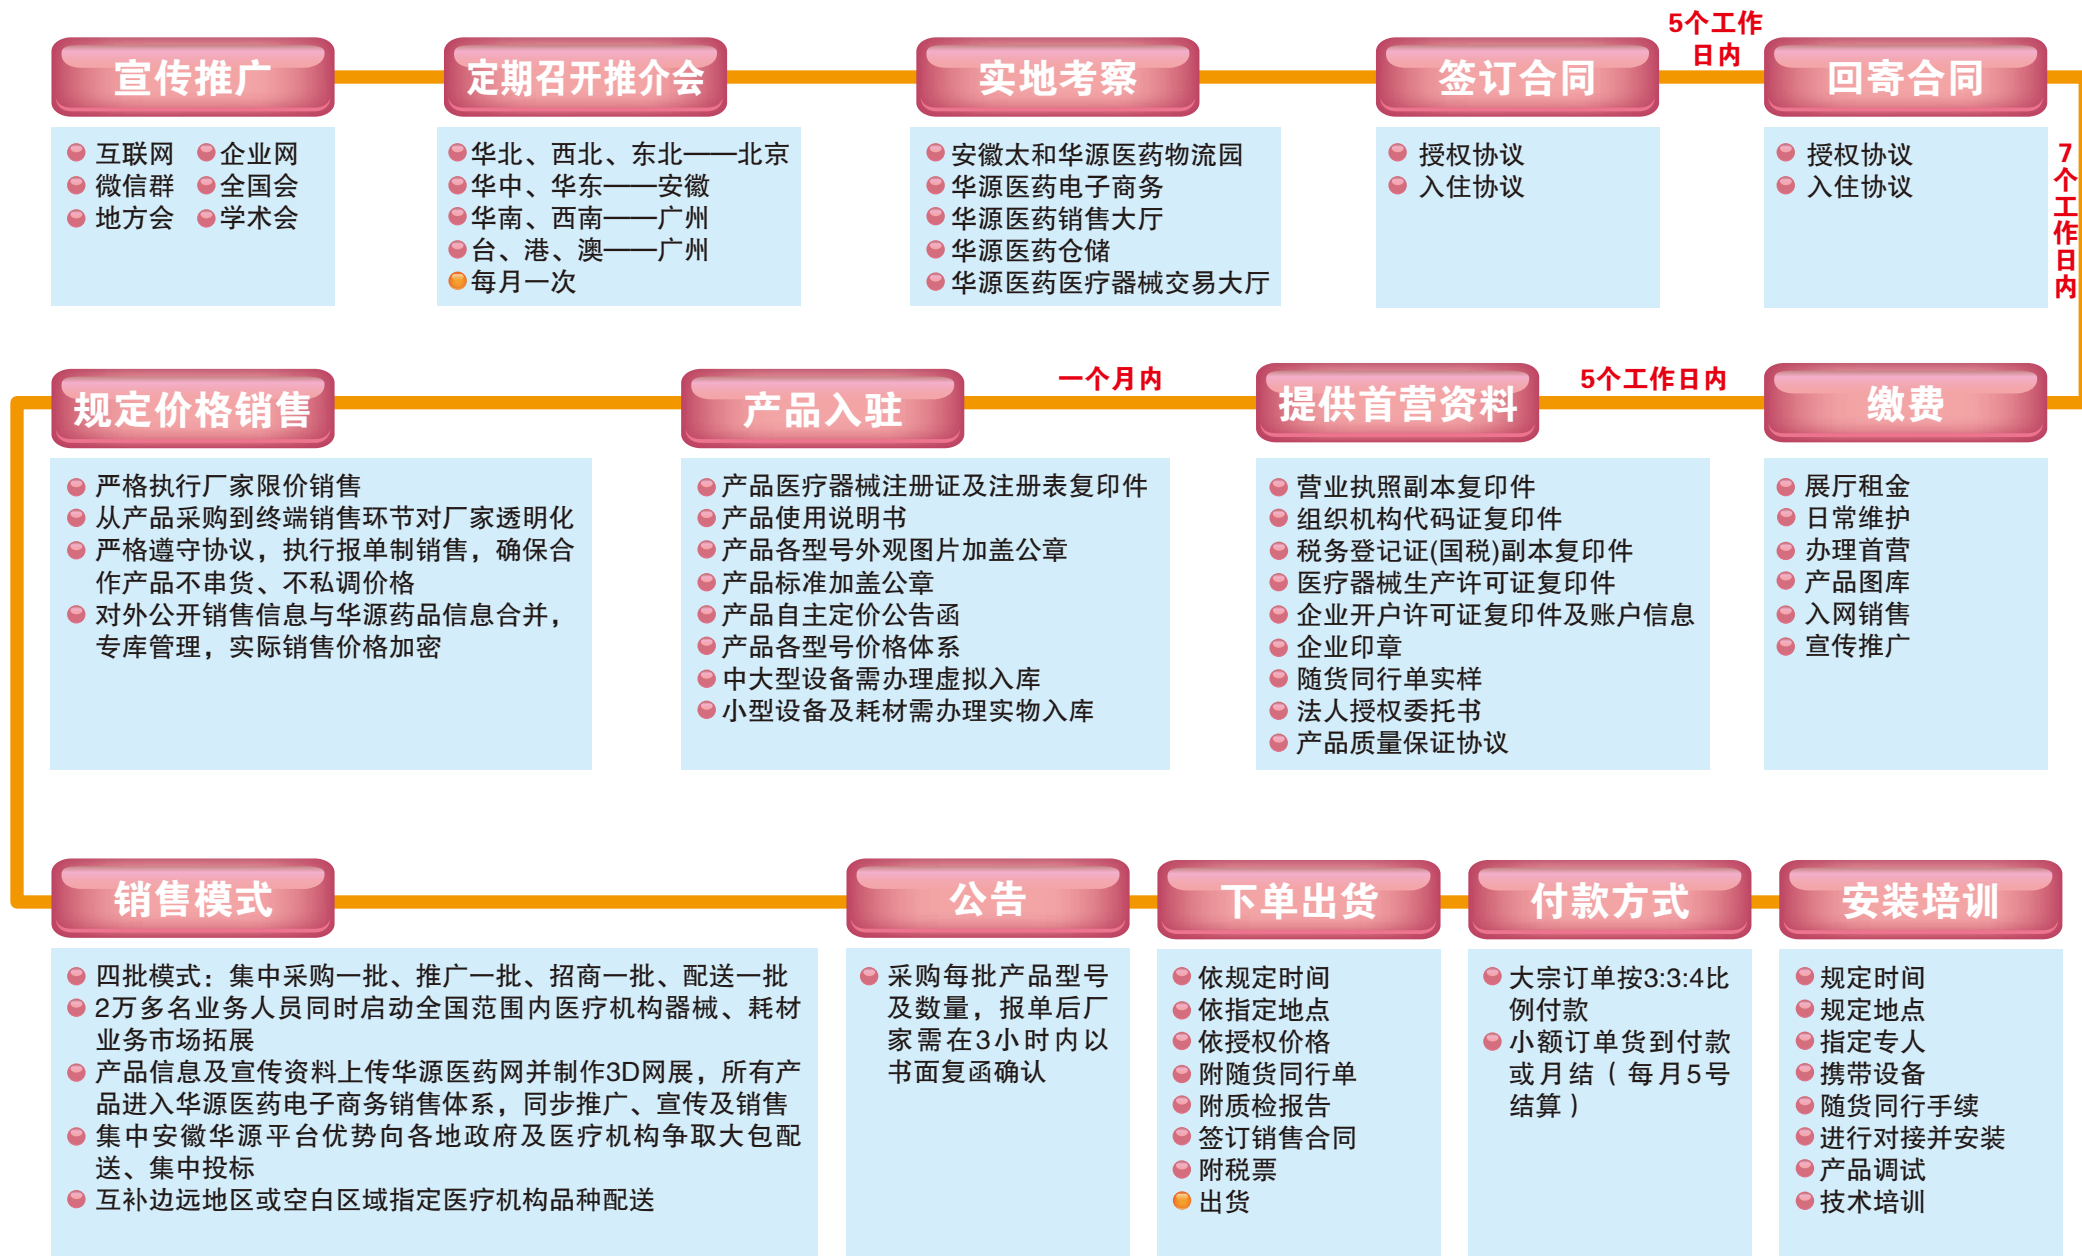 宣传推广
互联网 企业网
微信群 全国会
地方会 学术会
定期召开推介会
华北、西北、东北——北京
华中、华东——安徽
华南、西南——广州
台、港、澳——广州
每月一次
实地考察
安徽太和华源医药物流园
华源医药电子商务
华源医药销售大厅
华源医药仓储
华源医药医疗器械交易大厅
签订合同
授权协议
入住协议
5个工作
日内
回寄合同
授权协议
入住协议
7个工作日内
缴费
展厅租金
日常维护
办理首营
产品图库
入网销售
宣传推广
5个工作日内
提供首营资料
营业执照副本复印件
组织机构代码证复印件
税务登记证(国税)副本复印件
医疗器械生产许可证复印件
企业开户许可证复印件及账户信息
企业印章
随货同行单实样
法人授权委托书
产品质量保证协议
一个月内
产品入驻
产品医疗器械注册证及注册表复印件
产品使用说明书
产品各型号外观图片加盖公章
产品标准加盖公章
产品自主定价公告函
产品各型号价格体系
中大型设备需办理虚拟入库
小型设备及耗材需办理实物入库
规定价格销售
严格执行厂家限价销售
从产品采购到终端销售环节对厂家透明化
严格遵守协议，执行报单制销售，确保合
作产品不串货、不私调价格
对外公开销售信息与华源药品信息合并，
专库管理，实际销售价格加密
销售模式
四批模式：集中采购一批、推广一批、招商一批、配送一批
2万多名业务人员同时启动全国范围内医疗机构器械、耗材
业务市场拓展
产品信息及宣传资料上传华源医药网并制作3D网展，所有产
品进入华源医药电子商务销售体系，同步推广、宣传及销售
集中安徽华源平台优势向各地政府及医疗机构争取大包配
送、集中投标
互补边远地区或空白区域指定医疗机构品种配送
公告
采购每批产品型号
及数量，报单后厂
家需在3小时内以
书面复函确认
下单出货
依规定时间
依指定地点
依授权价格
附随货同行单
附质检报告
签订销售合同
附税票
出货
付款方式
大宗订单按3:3:4比
例付款
小额订单货到付款
或月结（每月5号
结算）
安装培训
规定时间
规定地点
指定专人
携带设备
随货同行手续
进行对接并安装
产品调试
技术培训